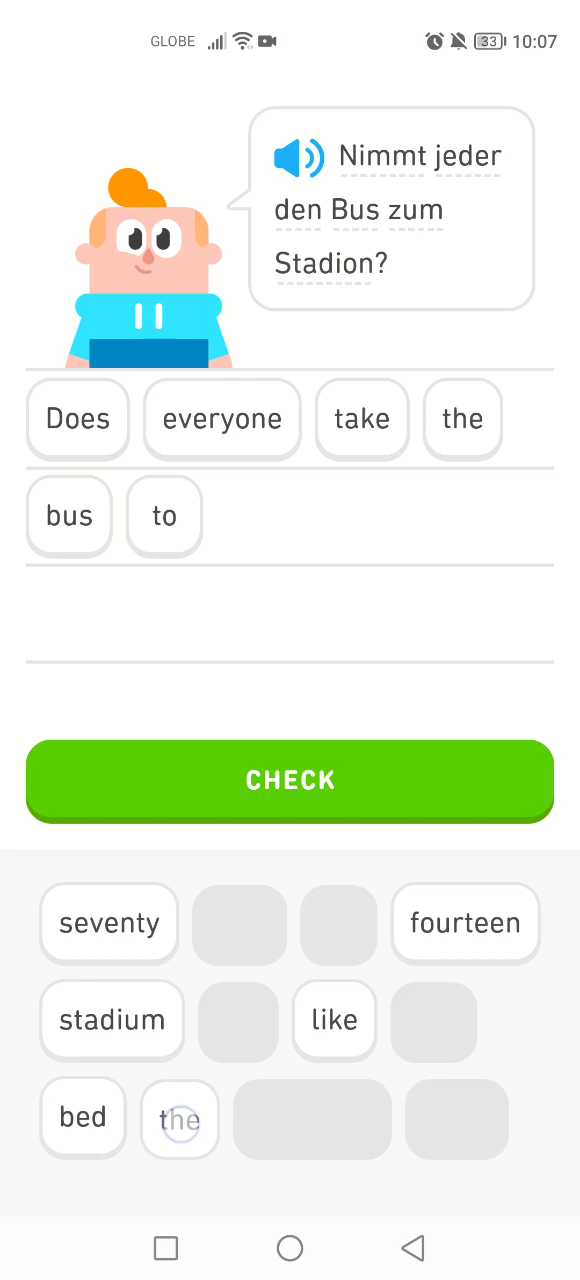 GLOBE 33 10:07
Nimmt jeder
den Bus zum
Stadion?
Does everyone take the
bus to
CHECK
seventy fourteen
stadium like
bed the